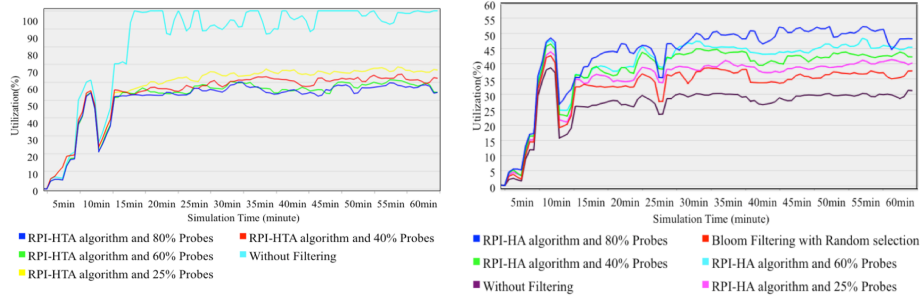 100
90
80
70
60
50
40
30
20
10
0
Utilization(%)
5min 10min 15min 20min 25min 30min 35min 40min 45min 50min 55min 60min
Simulation Time (minute)
RPI-HTA algorithm and 80% Probes RPI-HTA algorithm and 40% Probes
RPI-HTA algorithm and 60% Probes Without Filtering
RPI-HTA algorithm and 25% Probes
60
55
50
45
40
35
30
25
20
15
10
5
0
Utilization(%)
5min 10min 15min 20min 25min 30min 35min 40min 45min 50min 55min 60min
Simulation Time (minute)
RPI-HA algorithm and 80% Probes Bloom Filtering with Random selection
RPI-HA algorithm and 40% Probes RPI-HA algorithm and 60% Probes
Without Filtering RPI-HA algorithm and 25% Probes